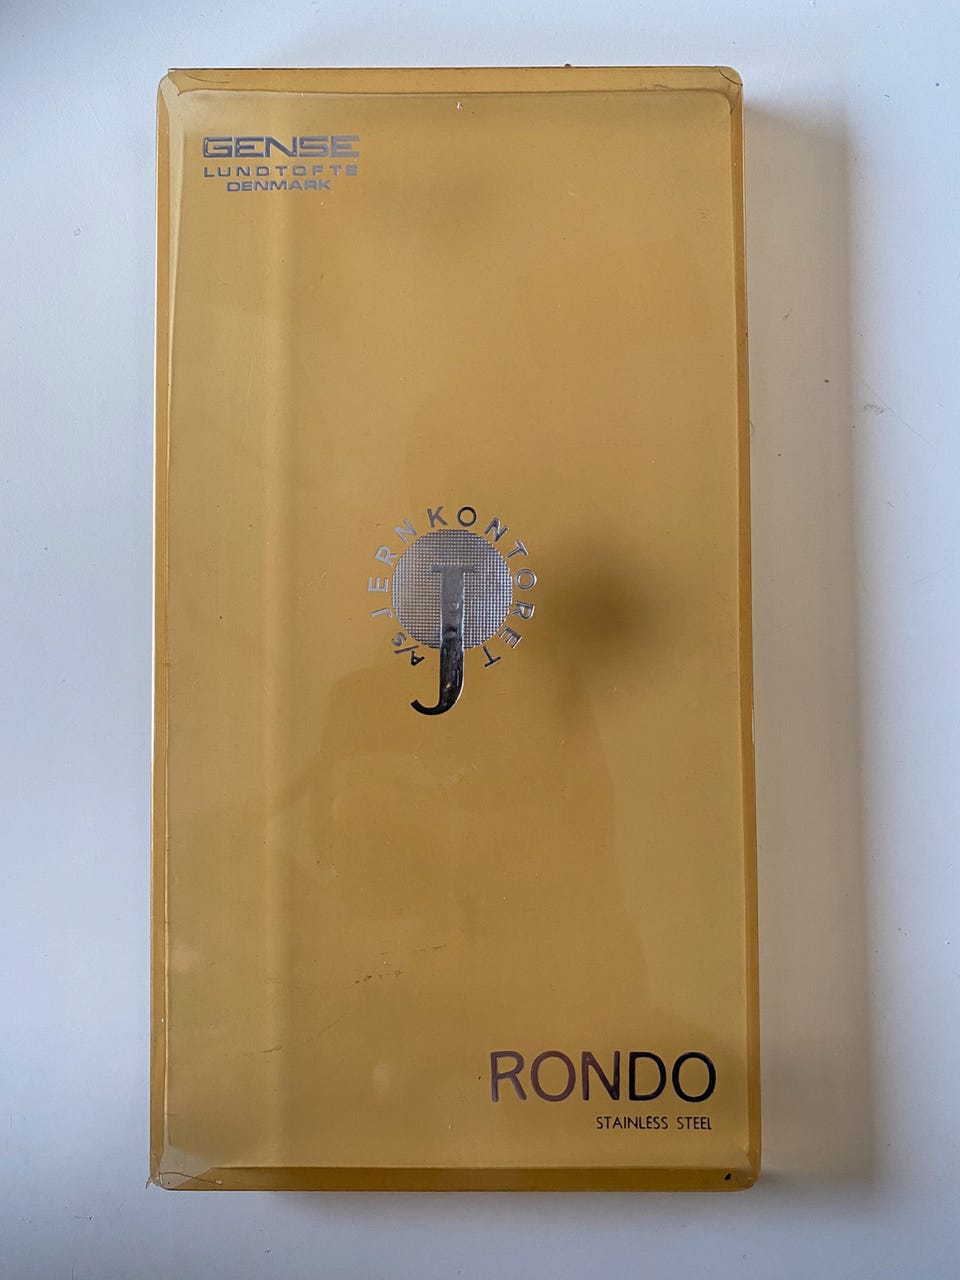 GENSE
LUNDTOFTE
DENMARK
A/S JERNKONTORET
J
RONDO
STAINLESS STEEL